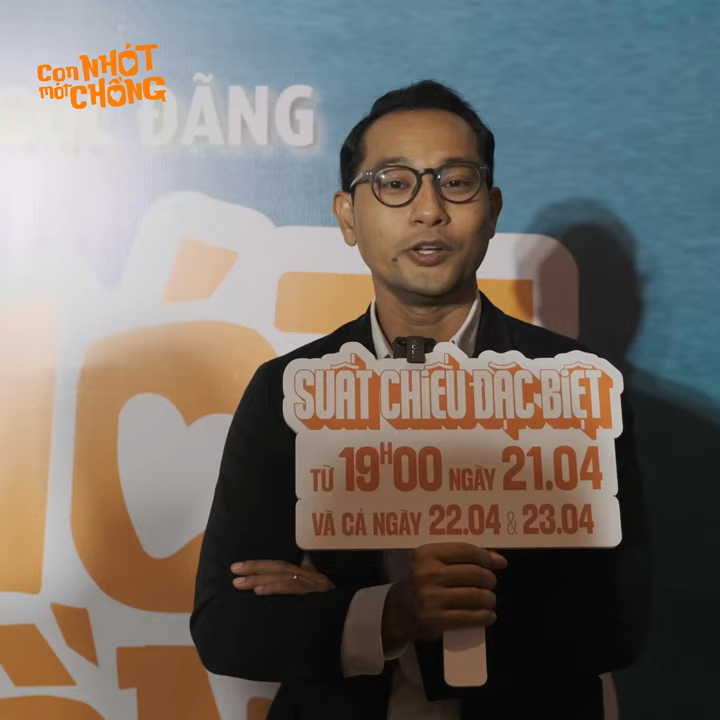 CON NHÓT
MÓT CHỒNG
ĐÃNG
SUẤT CHIẾU ĐẶC BIỆT
TỪ 19H00 NGÀY 21.04
VÀ CẢ NGÀY 22.04 & 23.04